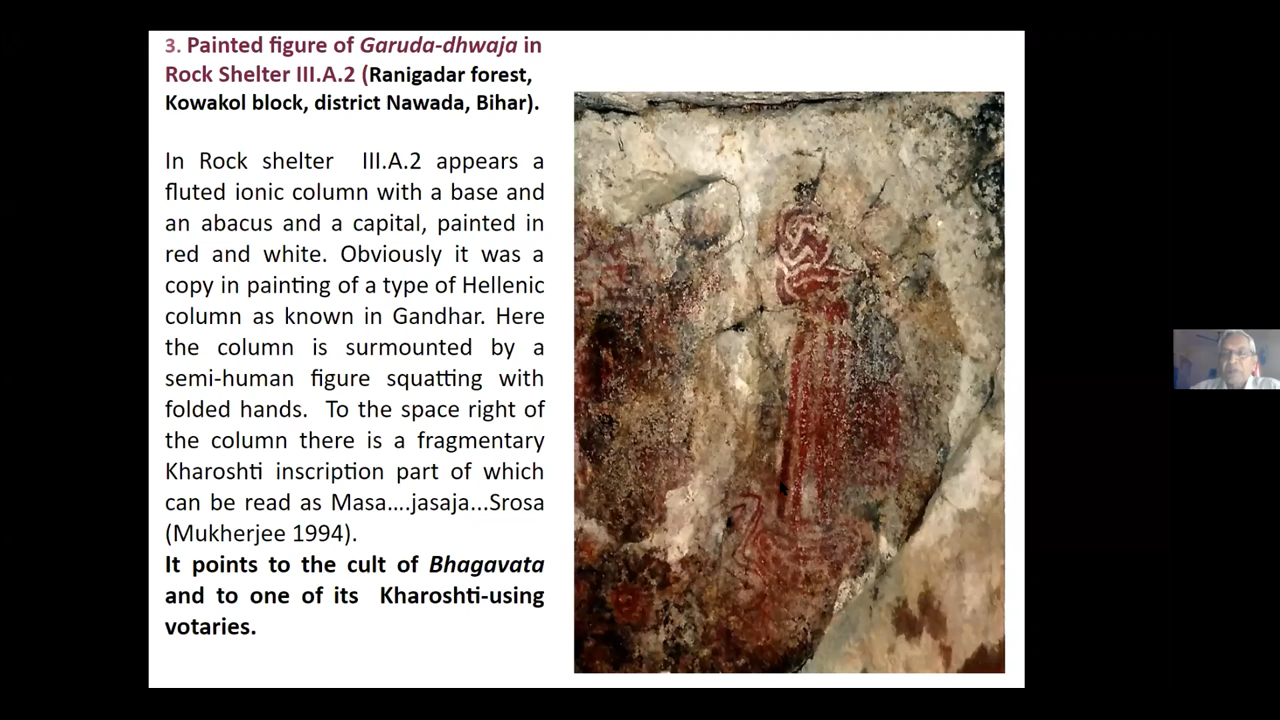 3. Painted figure of Garuda-dhwaja in
Rock Shelter III.A.2 (Ranigadar forest,
Kowakol block, district Nawada, Bihar).
In Rock shelter III.A.2 appears a
fluted ionic column with a base and
an abacus and a capital, painted in
red and white. Obviously it was a
copy in painting of a type of Hellenic
column as known in Gandhar. Here
the column is surmounted by a
semi-human figure squatting with
folded hands. To the space right of
the column there is a fragmentary
Kharoshti inscription part of which
can be read as Masa....jasaja...Srosa
(Mukherjee 1994).
It points to the cult of Bhagavata
and to one of its Kharoshti-using
votaries.